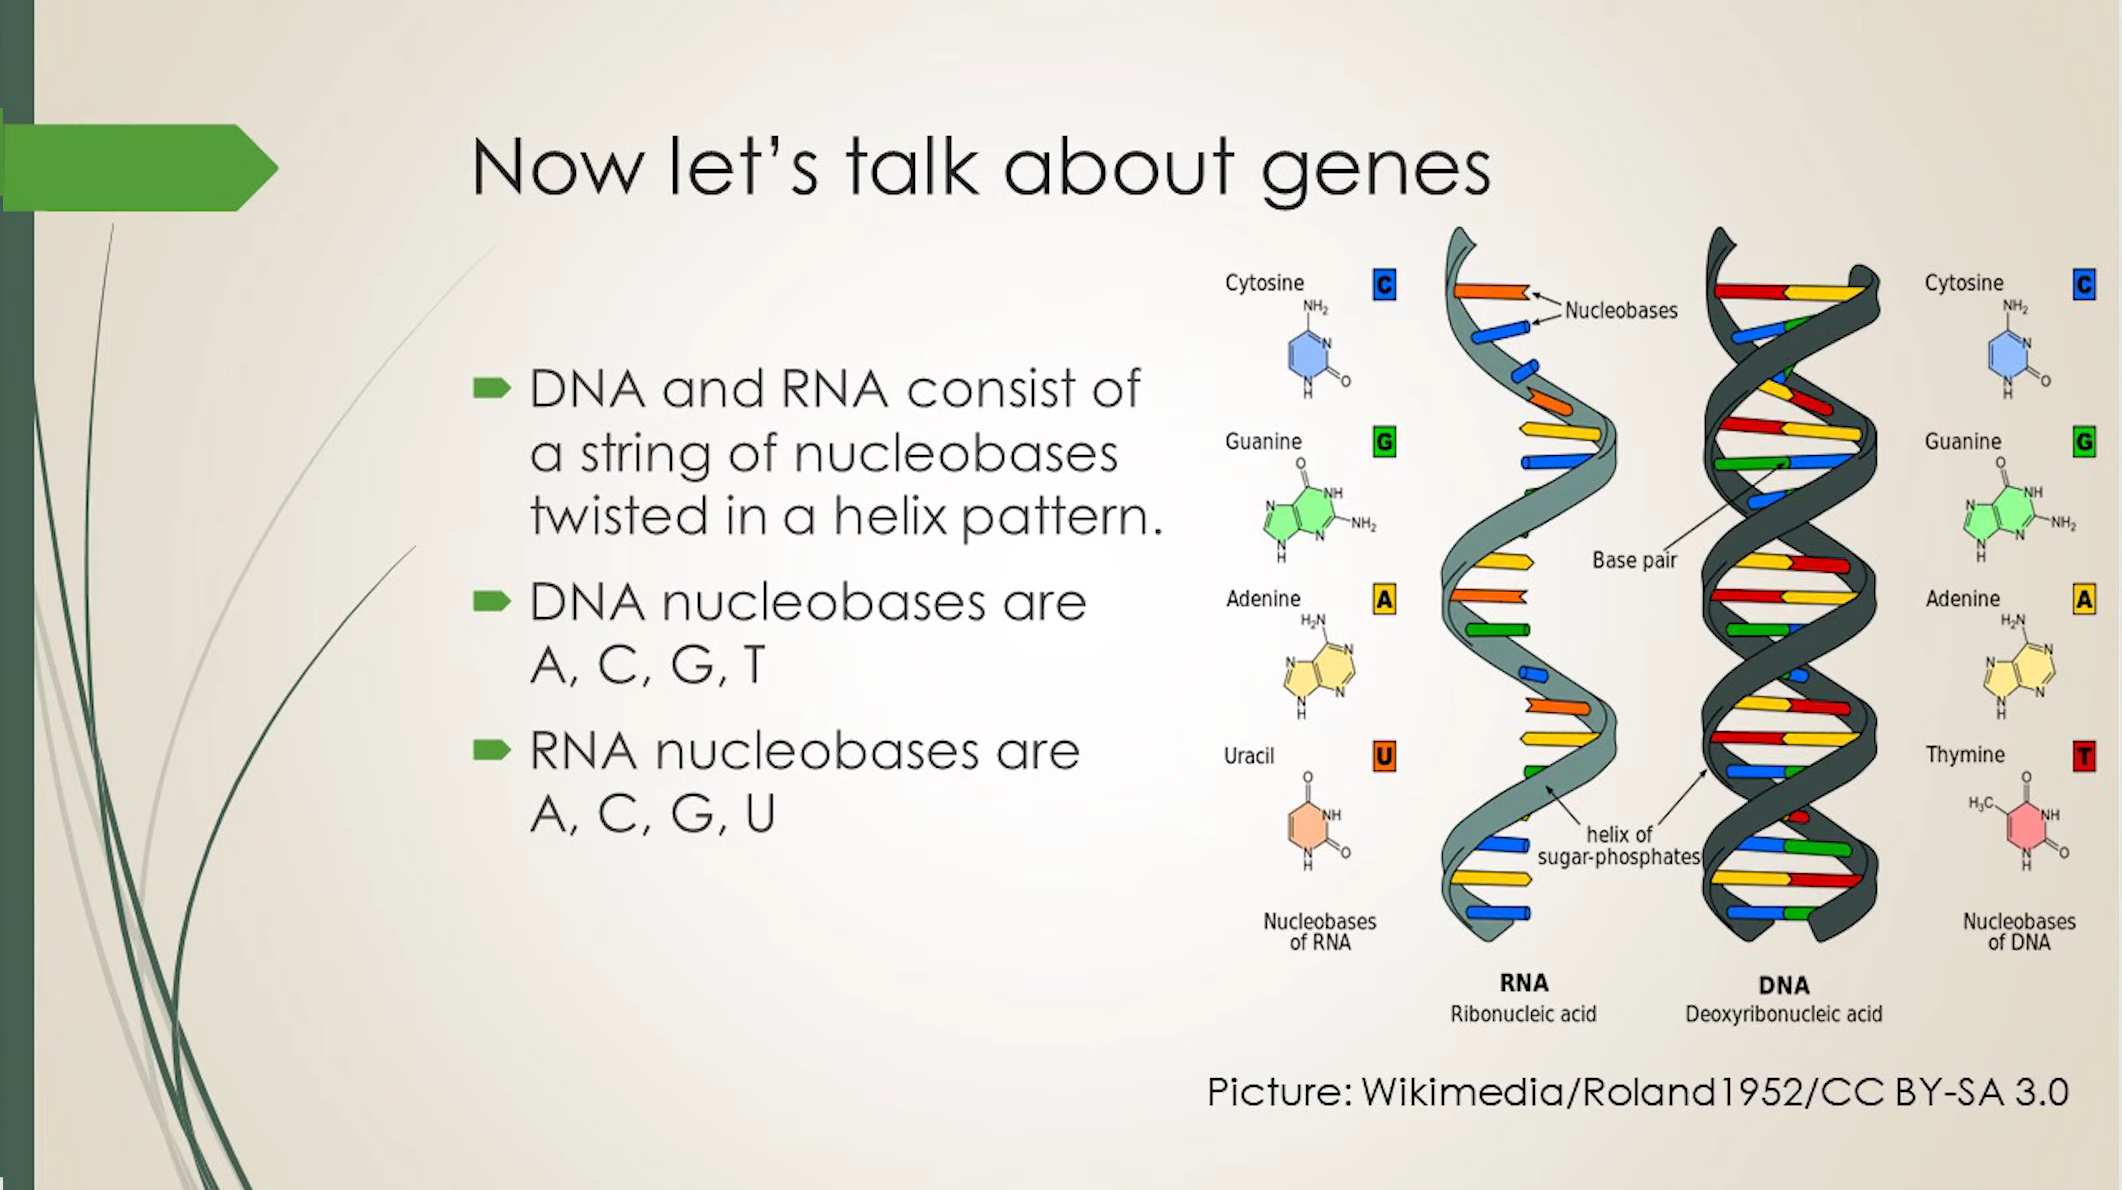 Now let’s talk about genes
DNA and RNA consist of
a string of nucleobases
twisted in a helix pattern.
DNA nucleobases are
A, C, G, T
RNA nucleobases are
A, C, G, U
Cytosine C
NH₂
N
N
H
O
Guanine G
O
N
NH
N
H
N
NH₂
Adenine A
H₂N
N
N
N
H
N
Uracil U
O
NH
N
H
O
Nucleobases
of RNA
Nucleobases
Base pair
helix of
sugar-phosphates
RNA
Ribonucleic acid
DNA
Deoxyribonucleic acid
Cytosine C
NH₂
N
N
H
O
Guanine G
O
N
NH
N
H
N
NH₂
Adenine A
H₂N
N
N
N
H
N
Thymine T
O
H₃C
NH
N
H
O
Nucleobases
of DNA
Picture: Wikimedia/Roland1952/CC BY-SA 3.0